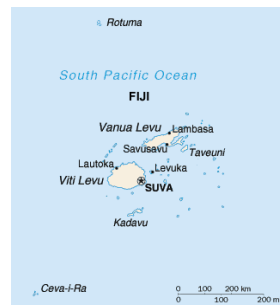 Rotuma
South Pacific Ocean
FIJI
Vanua Levu
Lambasa
Savusavu
Taveuni
Lautoka
Levuka
Viti Levu
SUVA
Kadavu
Ceva-I-Ra
0 100 200 km
0 100 200 m